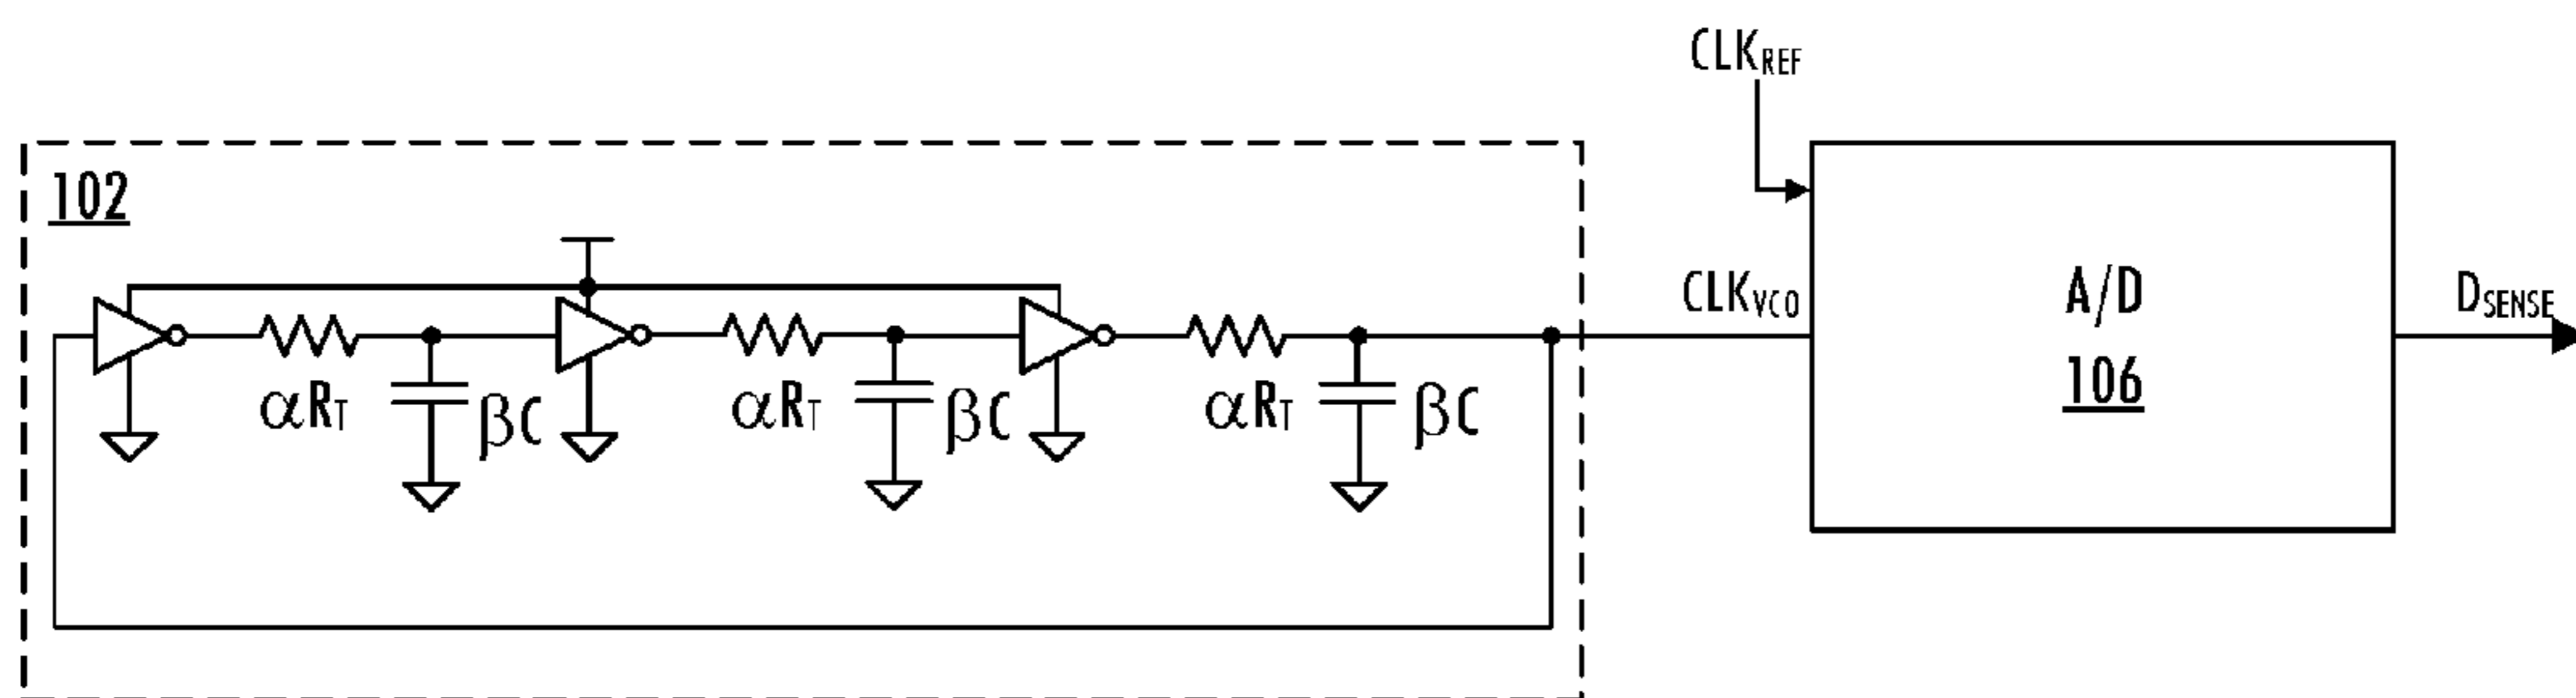 CLKREF
102
CLKVCO
A/D
106
DSENSE
αRT
βC
αRT
βC
αRT
βC